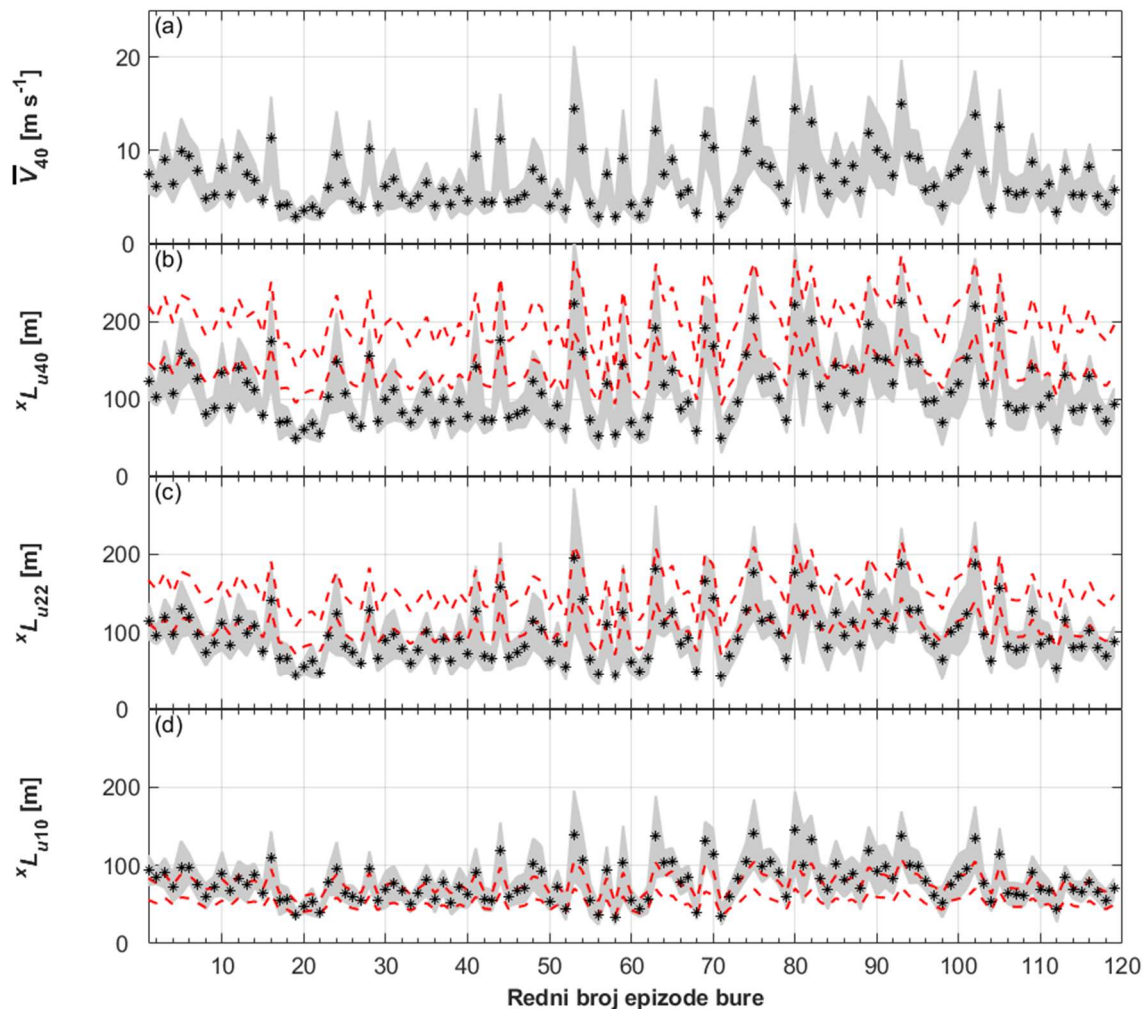 (a)
20
10
0
V̅₄₀ [m s⁻¹]
(b)
200
100
0
ˣLᵤ₄₀ [m]
(c)
200
100
0
ˣLᵤ₂₂ [m]
(d)
200
100
0
ˣLᵤ₁₀ [m]
10 20 30 40 50 60 70 80 90 100 110 120
Redni broj epizode bure